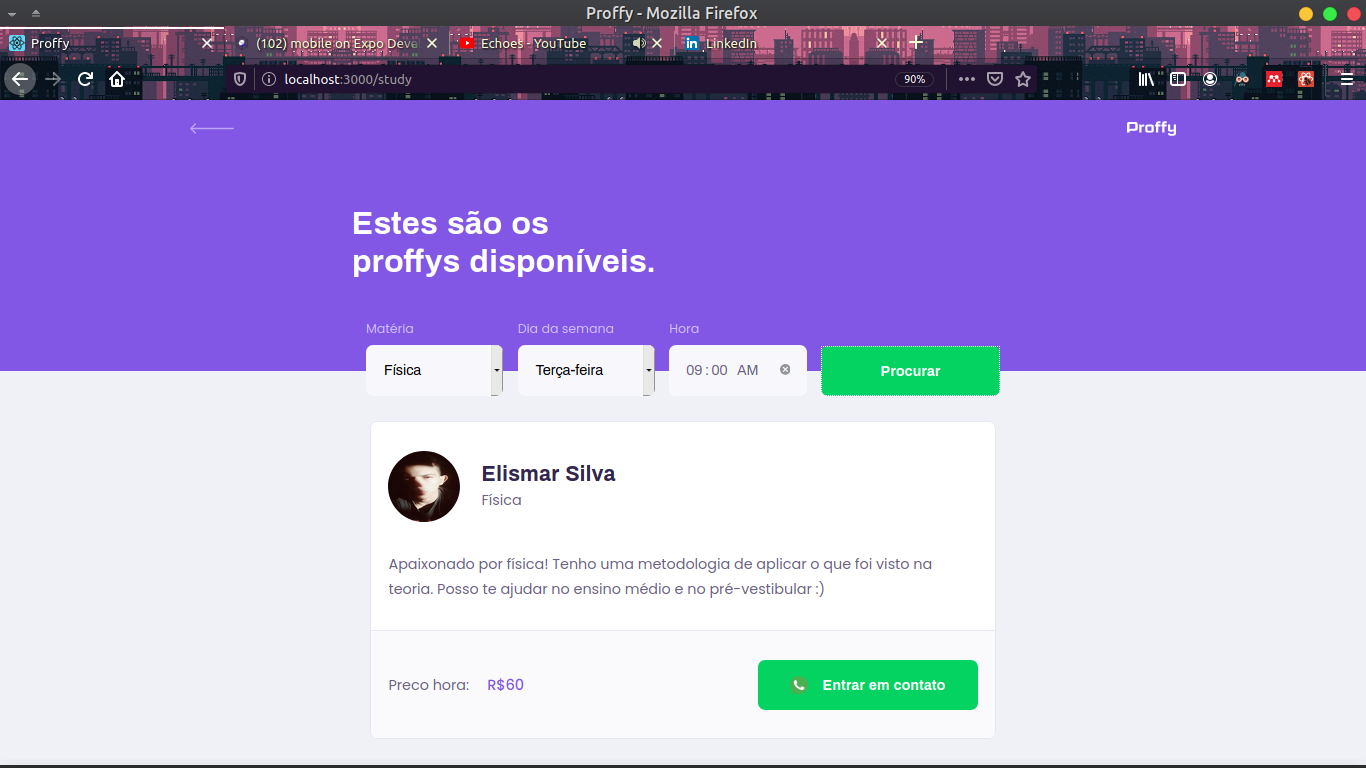 Proffy - Mozilla Firefox
Proffy
(102) mobile on Expo Deve
Echoes - YouTube
LinkedIn
localhost:3000/study
90%
Proffy
Estes são os
proffys disponíveis.
Matéria Dia da semana Hora
Física Terça-feira 09:00 AM Procurar
Elismar Silva
Física
Apaixonado por física! Tenho uma metodologia de aplicar o que foi visto na
teoria. Posso te ajudar no ensino médio e no pré-vestibular :)
Preco hora: R$60 Entrar em contato